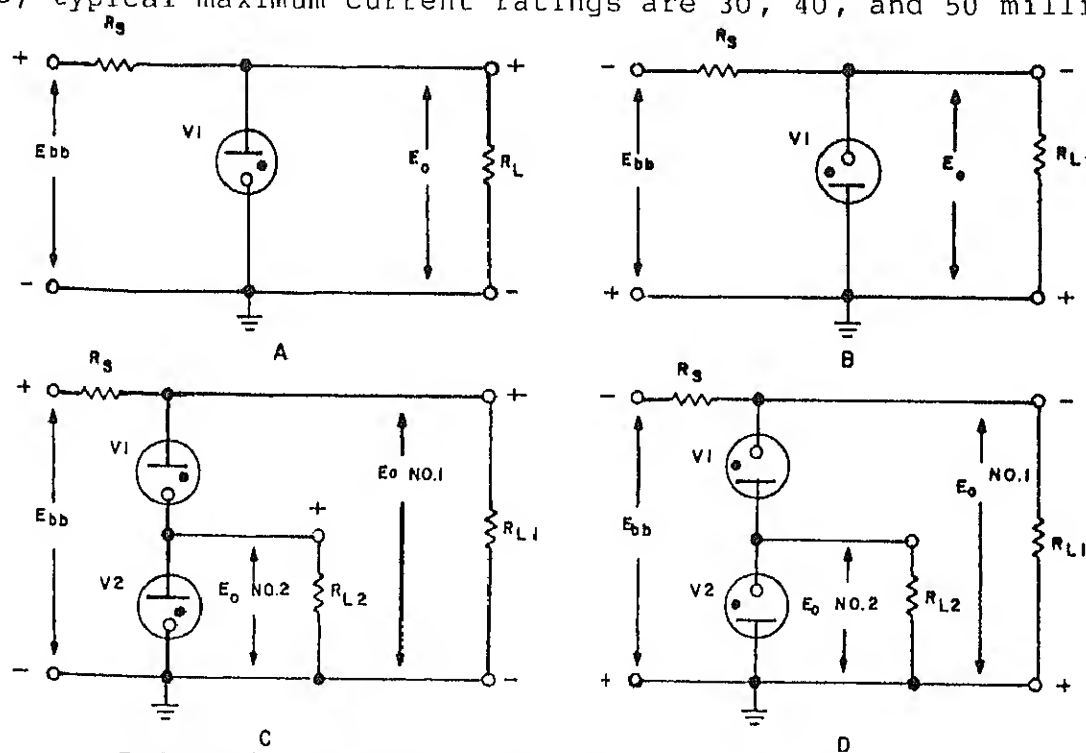 typical maximum current ratings are 30, 40, and 50
Rs
+
+
V1
Ebb
Eo
RL
-
-
A
Rs
-
-
V1
Ebb
Eo
+
+
B
Rs
+
+
V1
Ebb
Eo NO.1
+
RL1
V2
Eo NO.2
RL2
-
-
C
Rs
-
-
V1
Eo NO.1
Ebb
RL1
V2
Eo NO.2
RL2
+
+
D